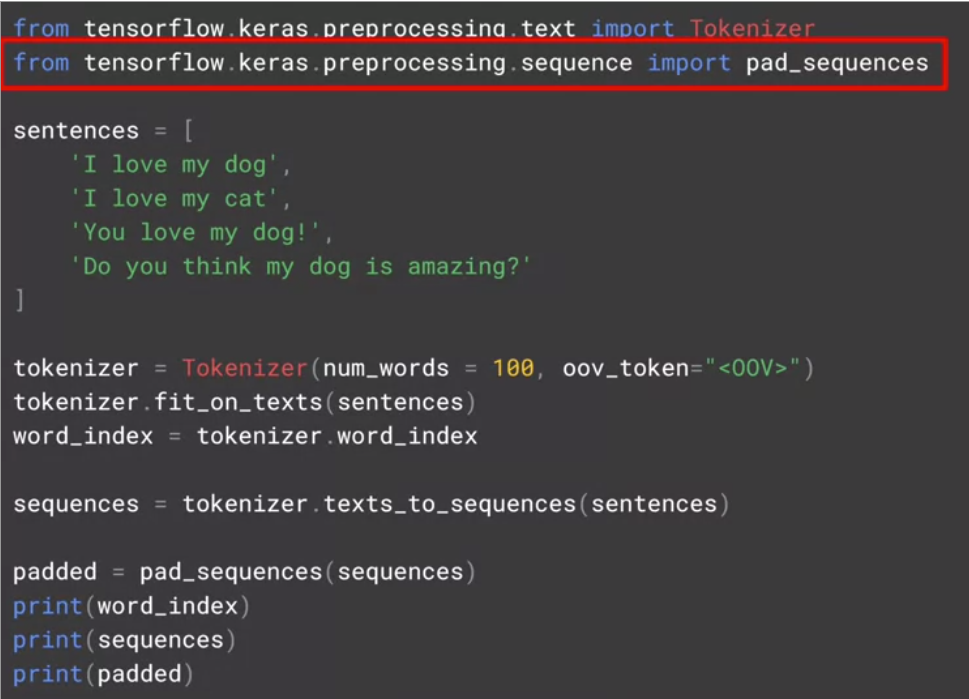 from tensorflow.keras.preprocessing.text import Tokenizer
from tensorflow.keras.preprocessing.sequence import pad_sequences
sentences = [
    'I love my dog',
    'I love my cat',
    'You love my dog!',
    'Do you think my dog is amazing?'
]
tokenizer = Tokenizer(num_words = 100, oov_token="<OOV>")
tokenizer.fit_on_texts(sentences)
word_index = tokenizer.word_index
sequences = tokenizer.texts_to_sequences(sentences)
padded = pad_sequences(sequences)
print(word_index)
print(sequences)
print(padded)